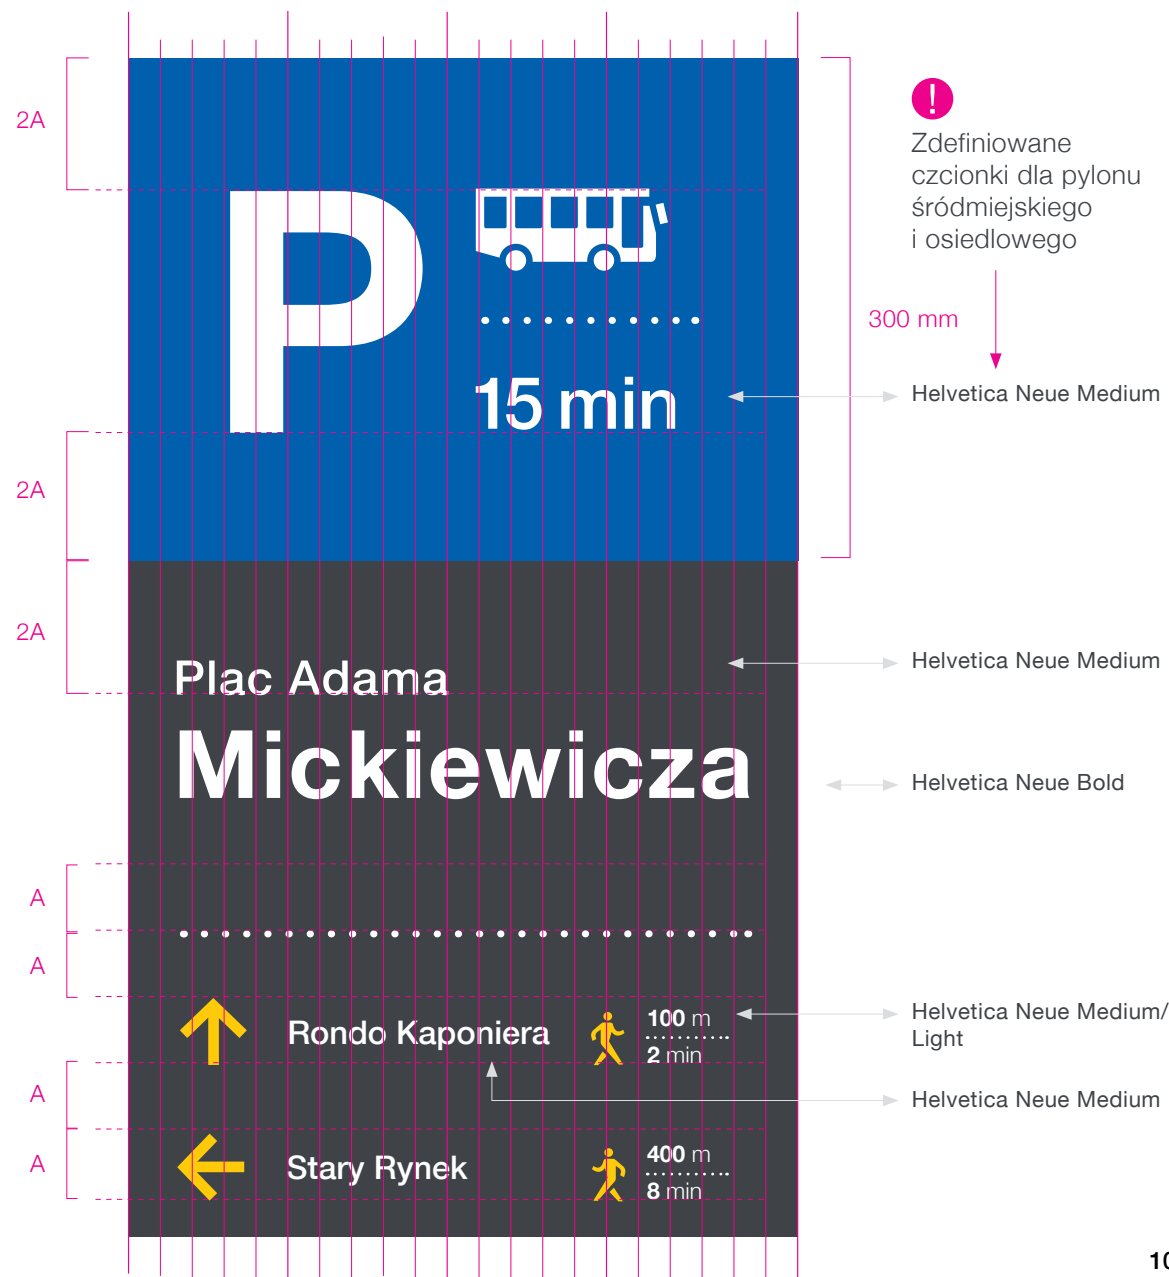 2A
!
Zdefiniowane
czcionki dla pylonu
śródmiejskiego
i osiedlowego
P
300 mm
15 min
Helvetica Neue Medium
2A
2A
Plac Adama
Helvetica Neue Medium
Mickiewicza
Helvetica Neue Bold
A
A
Rondo Kaponiera
100 m
2 min
Helvetica Neue Medium/
Light
A
Helvetica Neue Medium
A
Stary Rynek
400 m
8 min